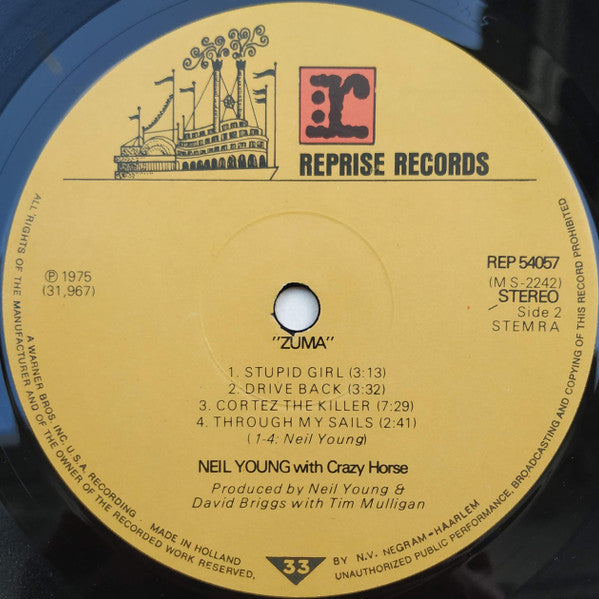 r
REPRISE RECORDS
℗ 1975
(31,967)
REP 54057
(MS-2242)
STEREO
Side 2
STEMRA
"ZUMA"
1. STUPID GIRL (3:13)
2. DRIVE BACK (3:32)
3. CORTEZ THE KILLER (7:29)
4. THROUGH MY SAILS (2:41)
(1-4: Neil Young)
NEIL YOUNG with Crazy Horse
Produced by Neil Young &
David Briggs with Tim Mulligan
33
ALL RIGHTS OF THE MANUFACTURER AND OF THE OWNER OF THE RECORDED WORK RESERVED,
UNAUTHORIZED PUBLIC PERFORMANCE, BROADCASTING AND COPYING OF THIS RECORD PROHIBITED
A WARNER BROS. INC. U.S.A. RECORDING MADE IN HOLLAND
BY N.V. NEGRAM-HAARLEM